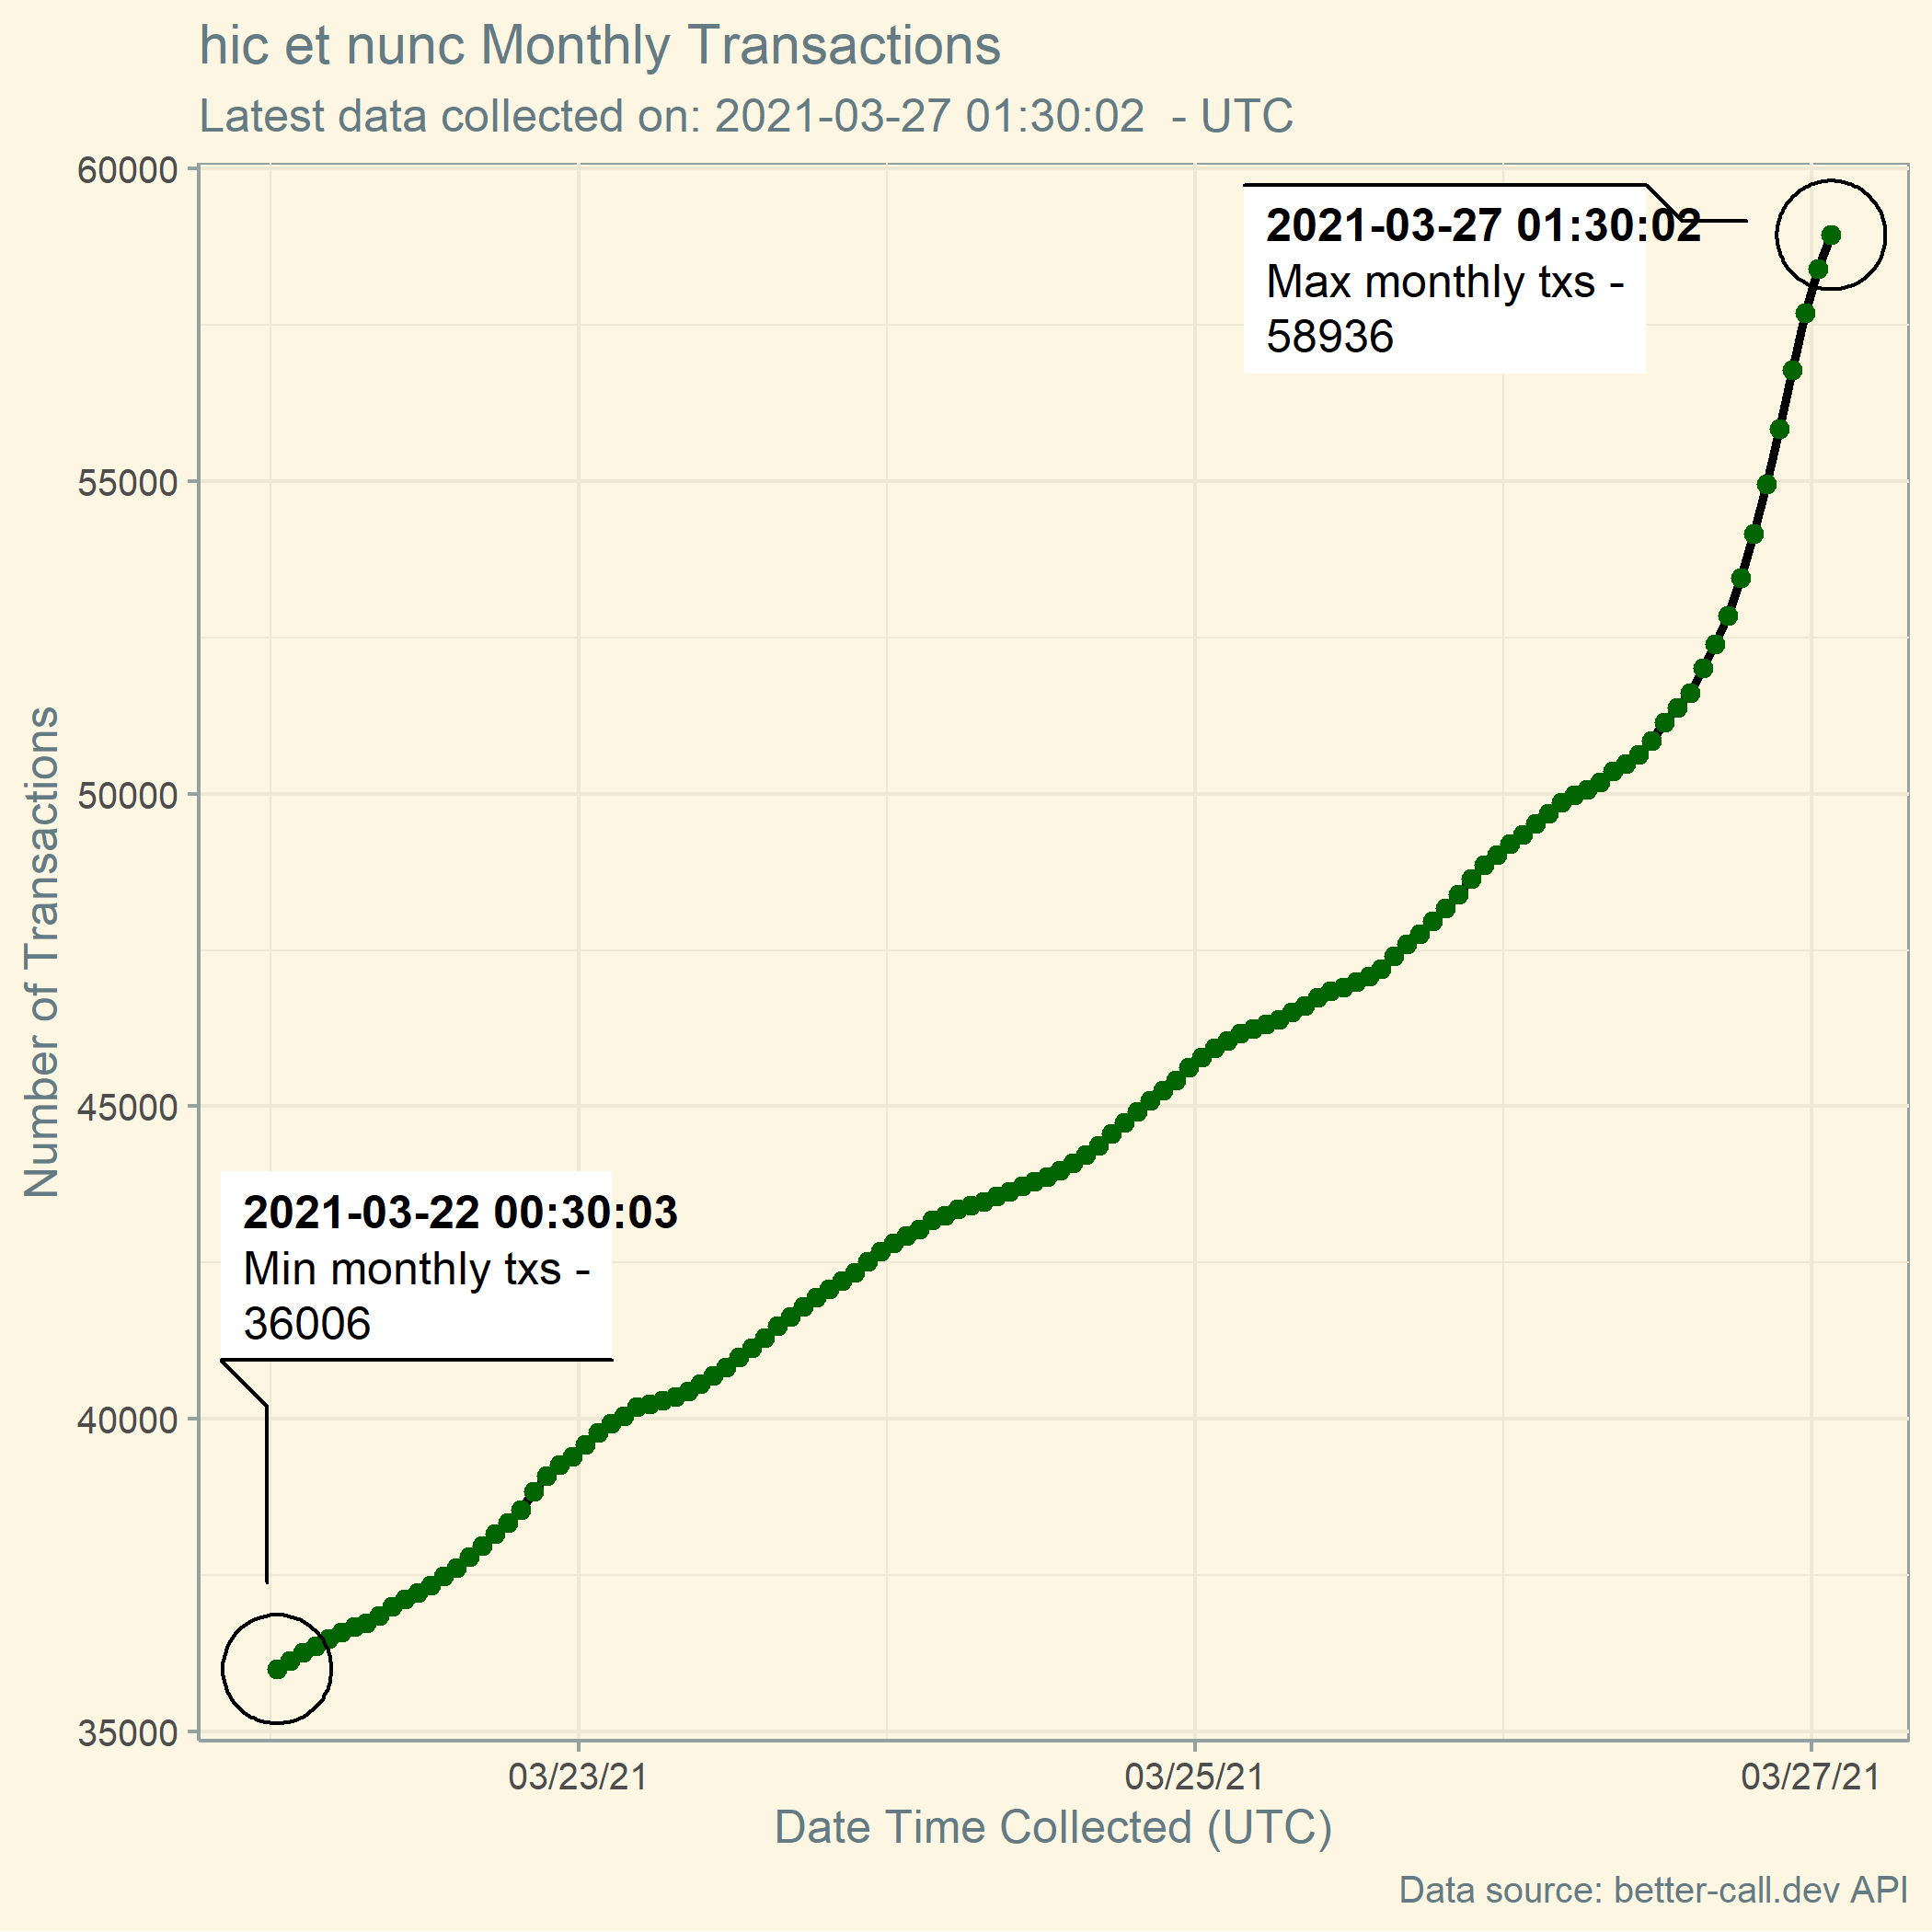 hic et nunc Monthly Transactions
Latest data collected on: 2021-03-27 01:30:02  - UTC
60000
2021-03-27 01:30:02
Max monthly txs -
58936
55000
50000
45000
2021-03-22 00:30:03
Min monthly txs -
36006
40000
35000
Number of Transactions
03/23/21
03/25/21
03/27/21
Date Time Collected (UTC)
Data source: better-call.dev API